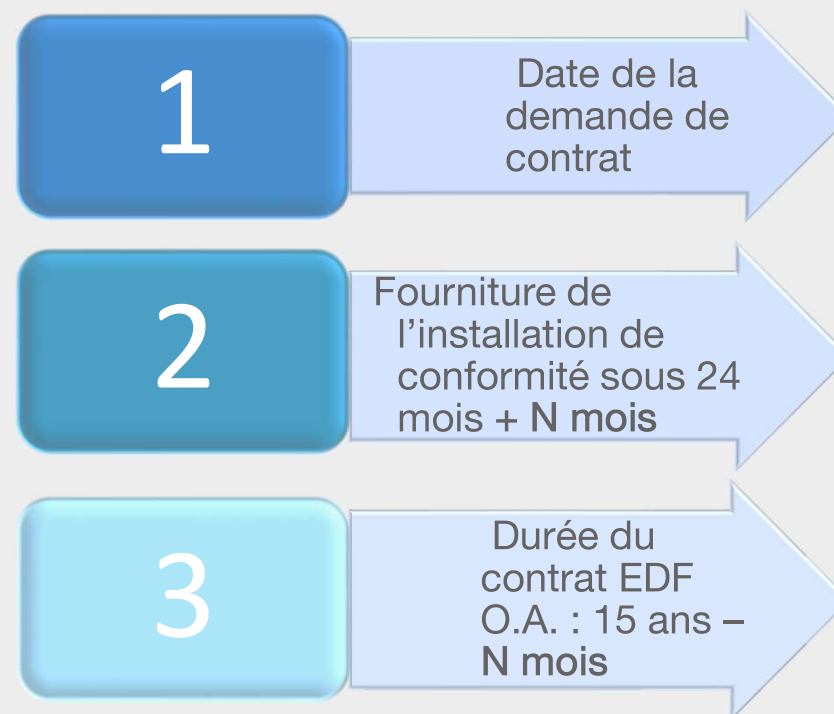 1
Date de la
demande de
contrat
2
Fourniture de
l’installation de
conformité sous 24
mois + N mois
3
Durée du
contrat EDF
O.A. : 15 ans –
N mois